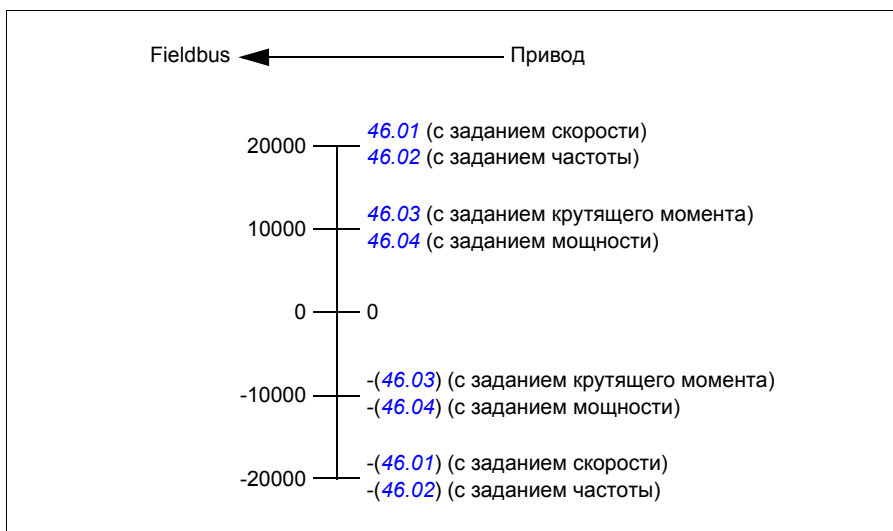 Fieldbus Привод
46.01 (с заданием скорости)
20000
46.02 (с заданием частоты)
46.03 (с заданием крутящего момента)
10000
46.04 (с заданием мощности)
0 0
-(46.03) (с заданием крутящего момента)
-10000
-(46.04) (с заданием мощности)
-(46.01) (с заданием скорости)
-20000
-(46.02) (с заданием частоты)